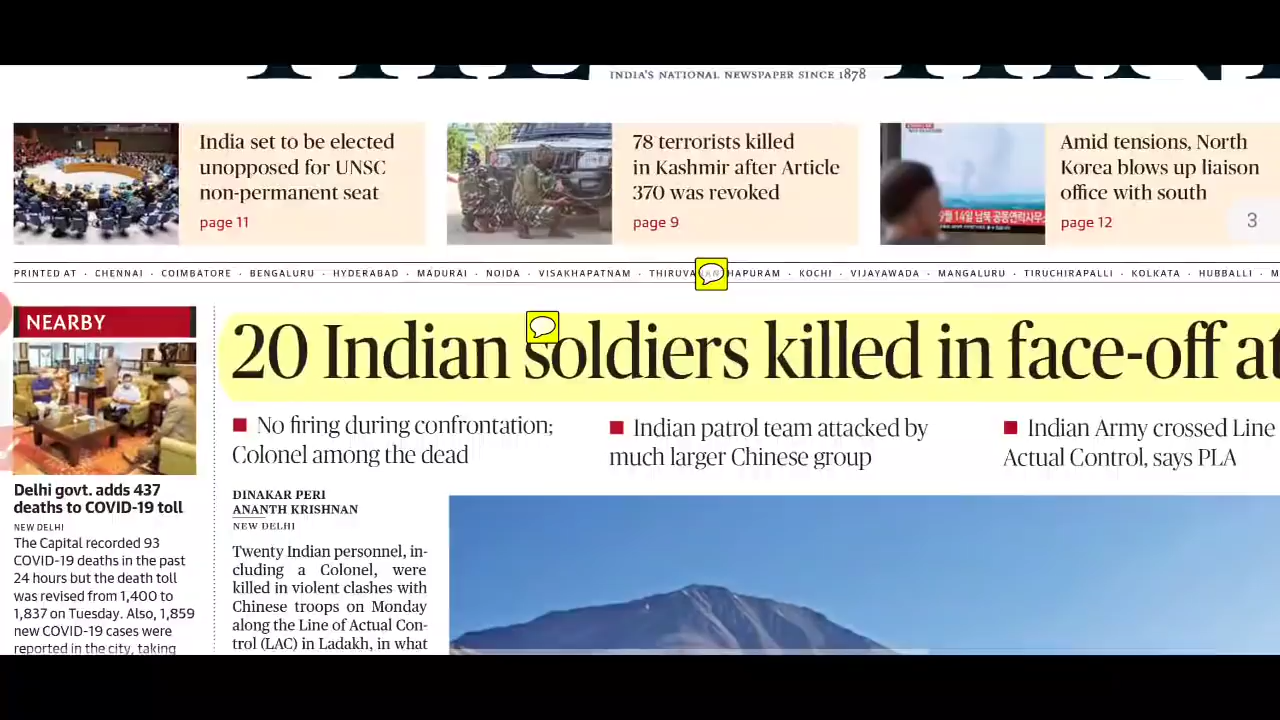 INDIA'S NATIONAL NEWSPAPER SINCE 1878
India set to be elected
unopposed for UNSC
non-permanent seat
page 11
78 terrorists killed
in Kashmir after Article
370 was revoked
page 9
Amid tensions, North
Korea blows up liaison
office with south
page 12
3
PRINTED AT · CHENNAI · COIMBATORE · BENGALURU · HYDERABAD · MADURAI · NOIDA · VISAKHAPATNAM · THIRUVANANTHAPURAM · KOCHI · VIJAYAWADA · MANGALURU · TIRUCHIRAPALLI · KOLKATA · HUBBALLI · M
NEARBY
20 Indian soldiers killed in face-off at
■ No firing during confrontation;
Colonel among the dead
■ Indian patrol team attacked by
much larger Chinese group
■ Indian Army crossed Line
Actual Control, says PLA
Delhi govt. adds 437
deaths to COVID-19 toll
NEW DELHI
The Capital recorded 93
COVID-19 deaths in the past
24 hours but the death toll
was revised from 1,400 to
1,837 on Tuesday. Also, 1,859
new COVID-19 cases were
reported in the city, taking
DINAKAR PERI
ANANTH KRISHNAN
NEW DELHI
Twenty Indian personnel, in-
cluding a Colonel, were
killed in violent clashes with
Chinese troops on Monday
along the Line of Actual Con-
trol (LAC) in Ladakh, in what